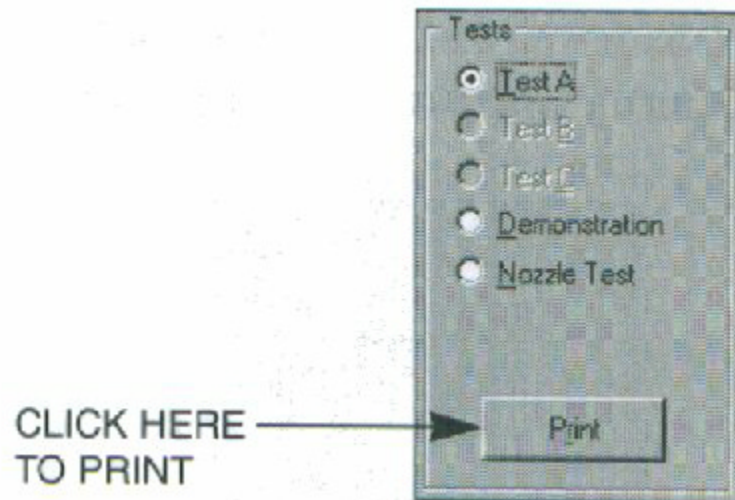 Tests
Test A
Test B
Test C
Demonstration
Nozzle Test
CLICK HERE
TO PRINT
Print